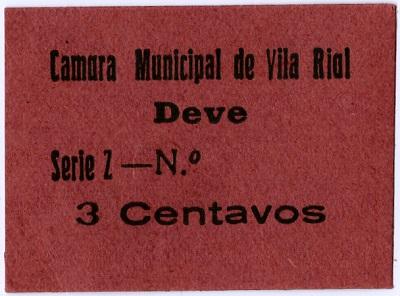 Camara Municipal de Vila Rial
Deve
Serie Z — N.º
3 Centavos